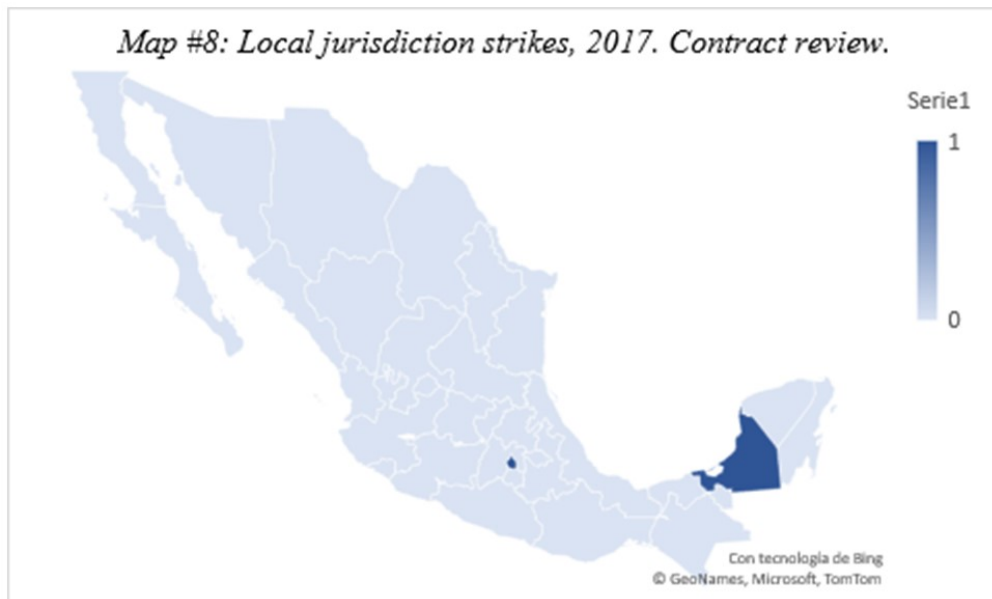 Map #8: Local jurisdiction strikes, 2017. Contract review.
Serie1
1
0
Con tecnología de Bing
© GeoNames, Microsoft, TomTom